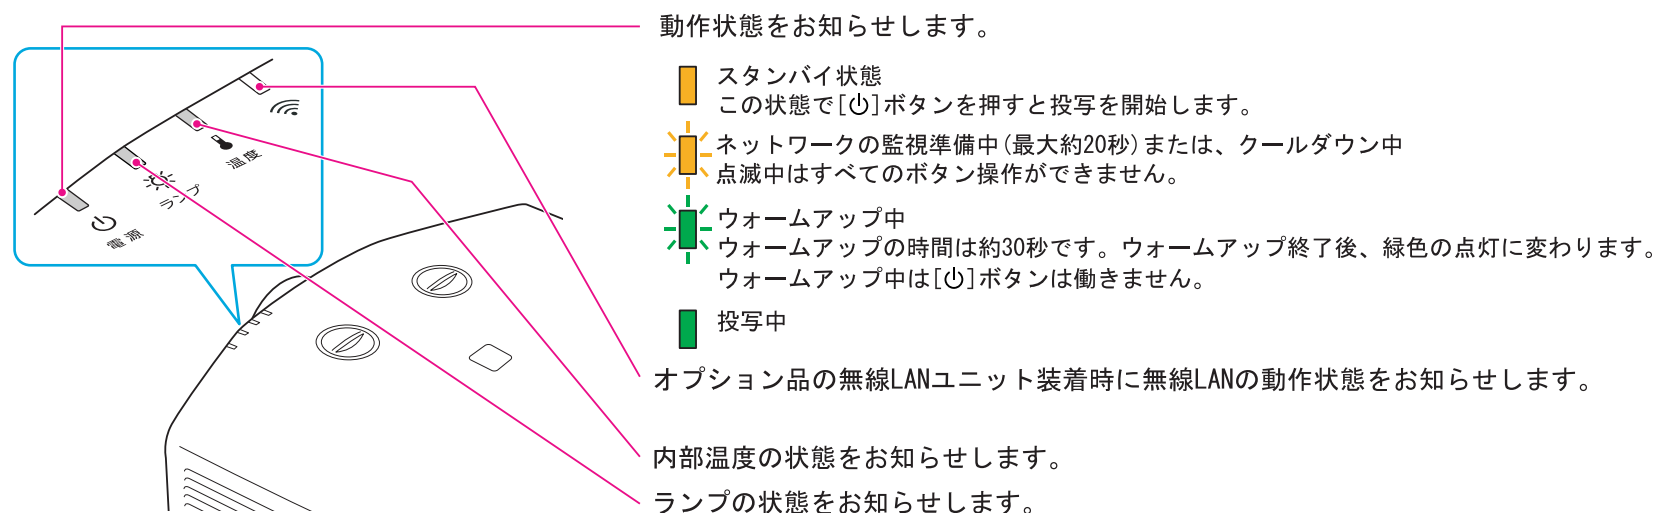 動作状態をお知らせします。
スタンバイ状態
この状態で[⏻]ボタンを押すと投写を開始します。
ネットワークの監視準備中(最大約20秒)または、クールダウン中
点滅中はすべてのボタン操作ができません。
ウォームアップ中
ウォームアップの時間は約30秒です。ウォームアップ終了後、緑色の点灯に変わります。
ウォームアップ中は[⏻]ボタンは働きません。
投写中
オプション品の無線LANユニット装着時に無線LANの動作状態をお知らせします。
内部温度の状態をお知らせします。
ランプの状態をお知らせします。
温度
ランプ
電源